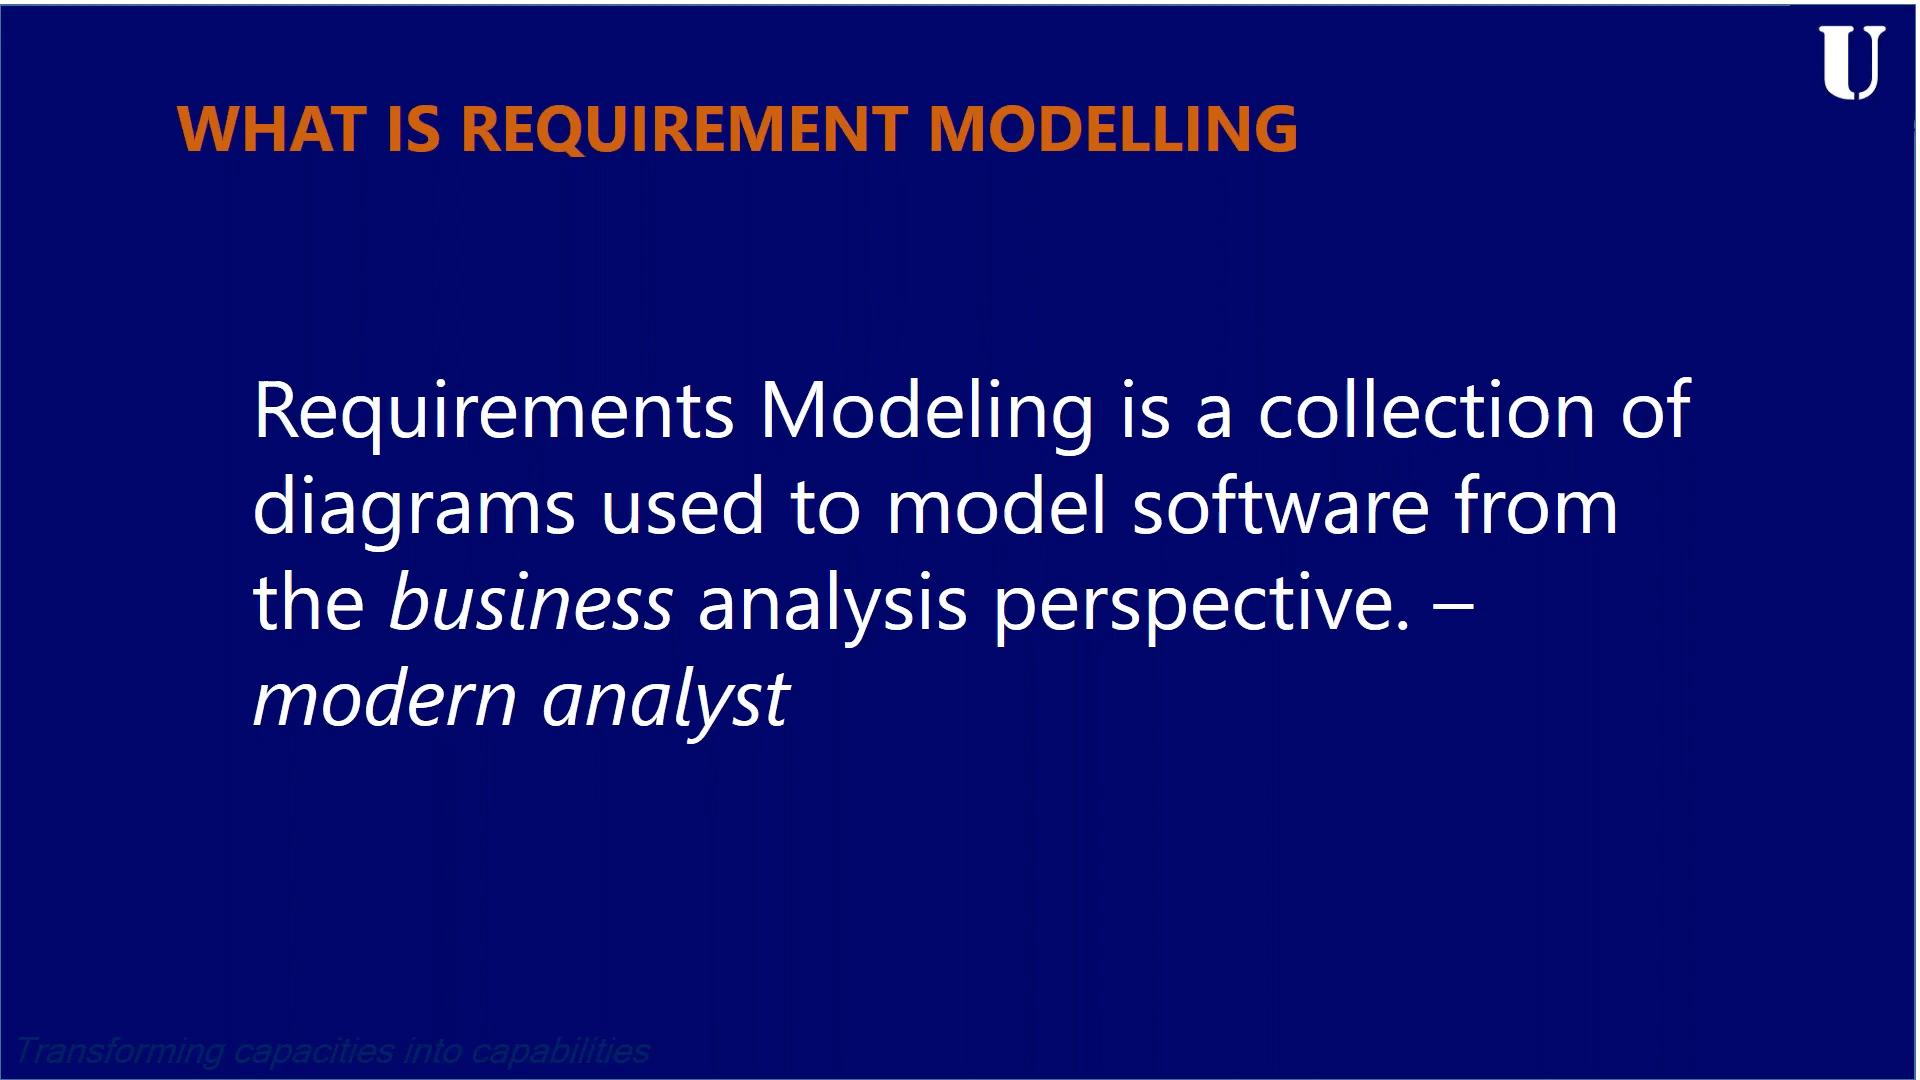 U
WHAT IS REQUIREMENT MODELLING
Requirements Modeling is a collection of
diagrams used to model software from
the business analysis perspective. –
modern analyst
Transforming capacities into capabilities